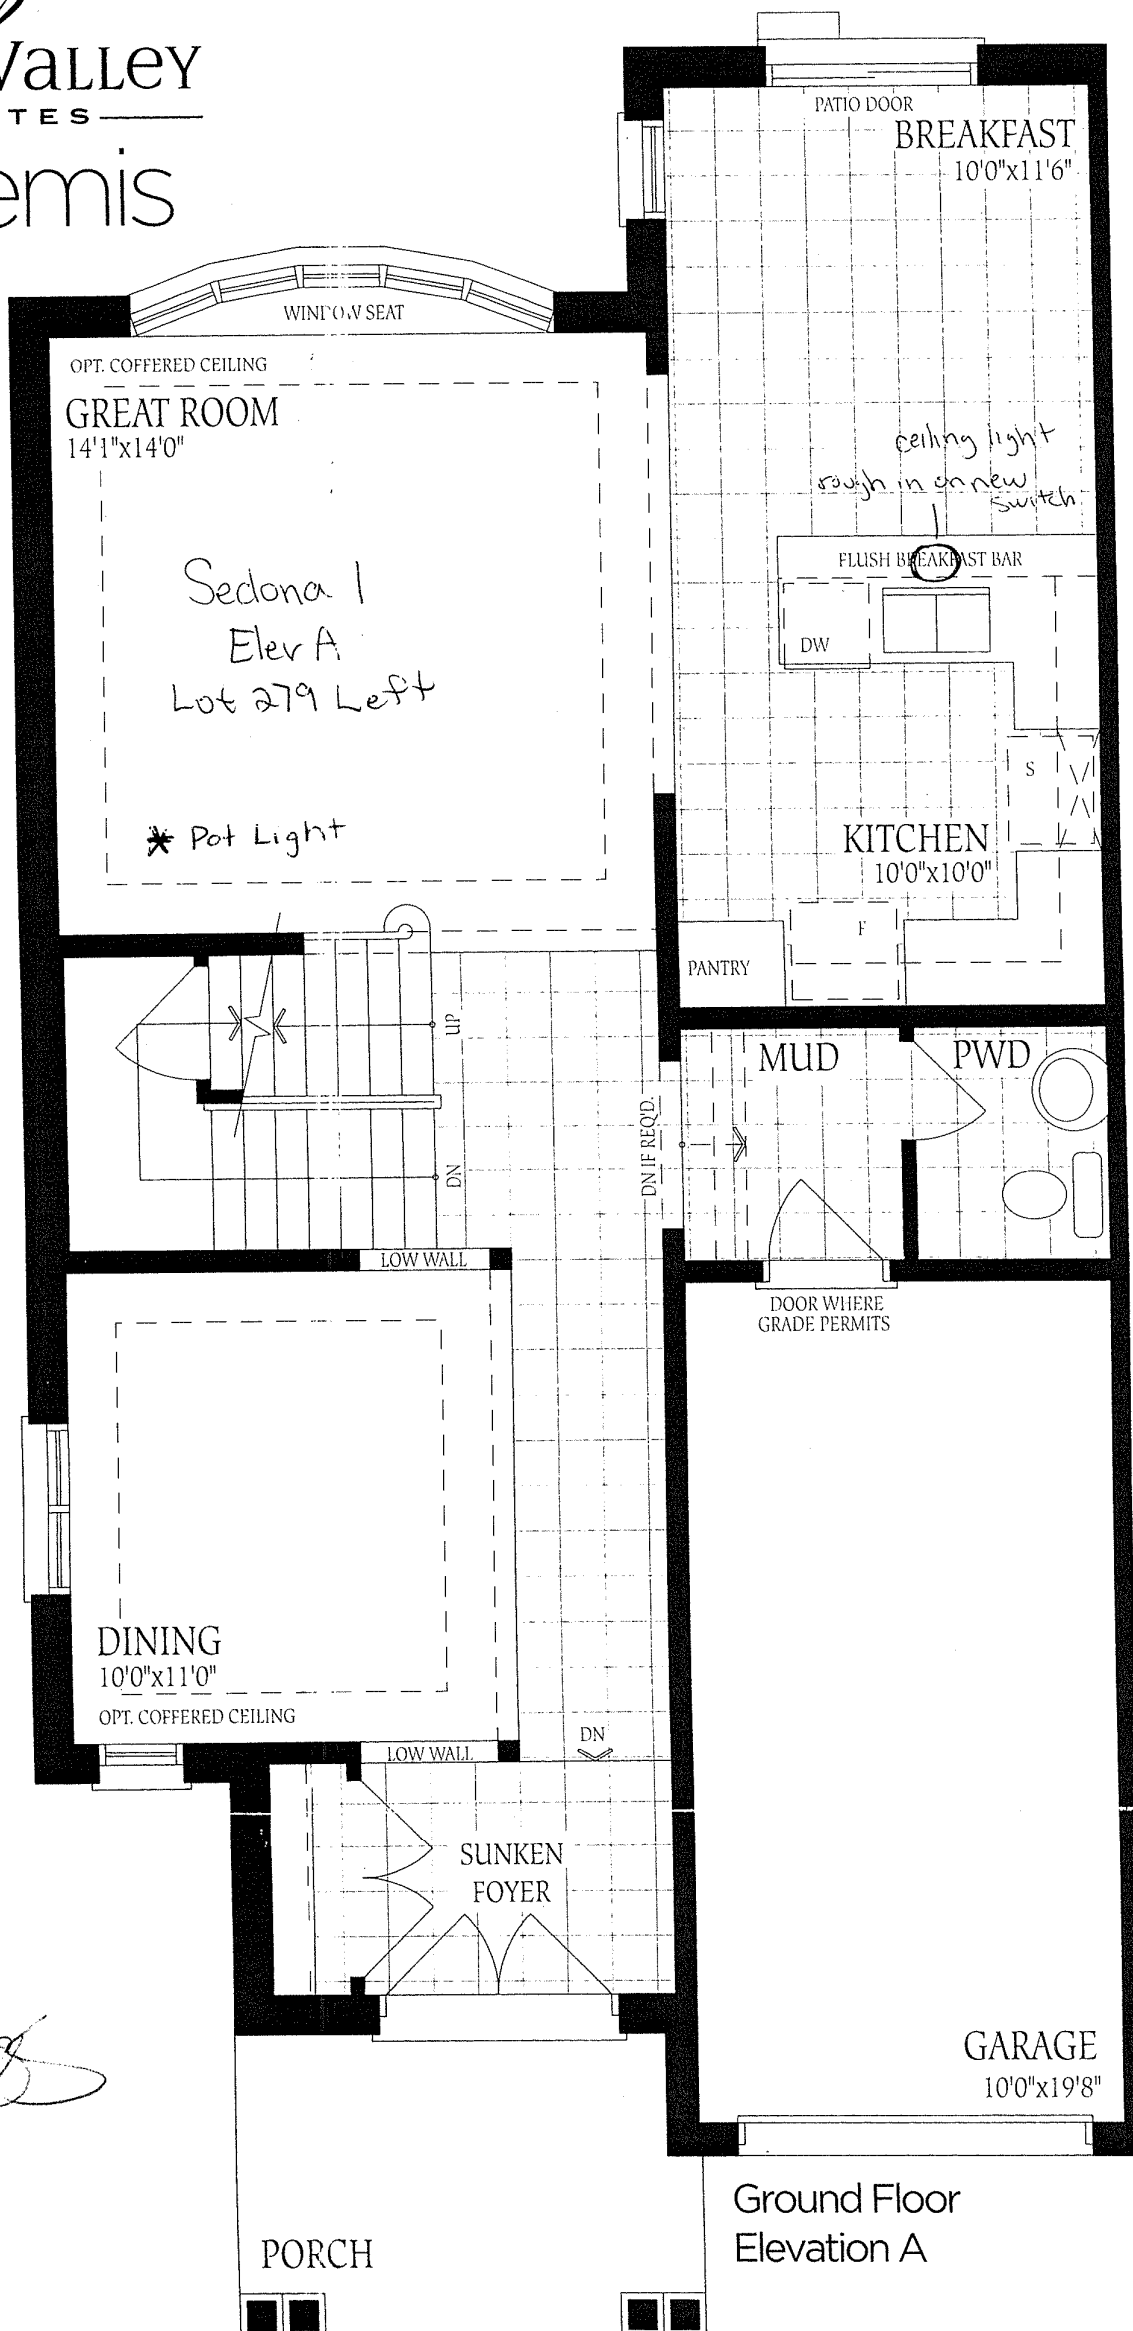 VaLLeY
TES
emis
PATIO DOOR
BREAKFAST
10'0"x11'6"
WINDOW SEAT
OPT. COFFERED CEILING
GREAT ROOM
14'1"x14'0"
ceiling light
rough in on new
switch
FLUSH BREAKFAST BAR
DW
Sedona 1
Elev A
Lot 279 Left
S
* Pot Light
KITCHEN
10'0"x10'0"
F
PANTRY
UP
MUD
PWD
DN IF REQ'D.
DN
LOW WALL
DOOR WHERE
GRADE PERMITS
DINING
10'0"x11'0"
OPT. COFFERED CEILING
DN
LOW WALL
SUNKEN
FOYER
GARAGE
10'0"x19'8"
Ground Floor
Elevation A
PORCH